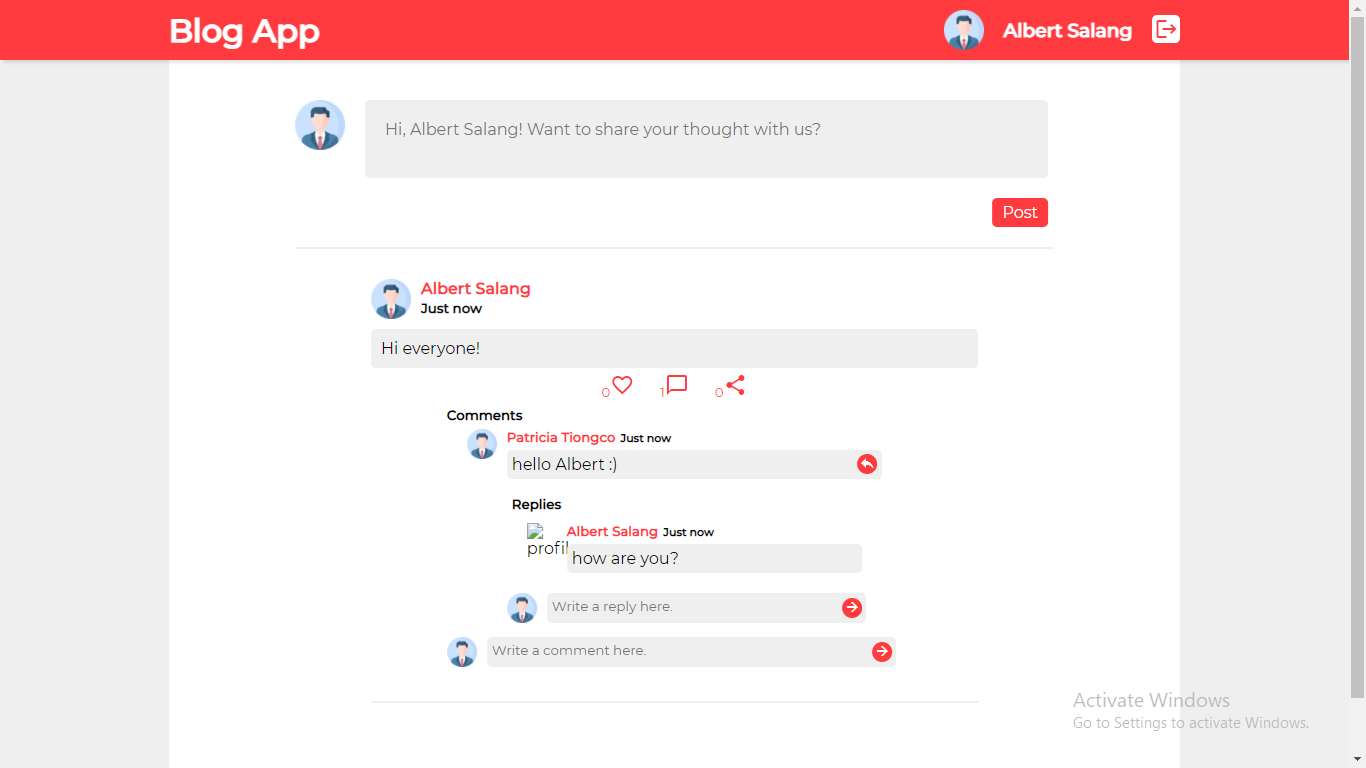 Blog App
Albert Salang
Hi, Albert Salang! Want to share your thought with us?
Post
Albert Salang
Just now
Hi everyone!
0 1 0
Comments
Patricia Tiongco Just now
hello Albert :)
Replies
Albert Salang Just now
profil
how are you?
Write a reply here.
Write a comment here.
Activate Windows
Go to Settings to activate Windows.